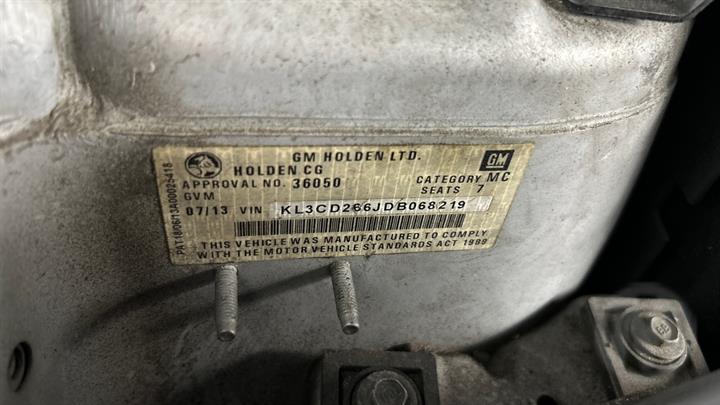 GM HOLDEN LTD.
HOLDEN CG
GM
APPROVAL NO. 36050
CATEGORY MC
GVM
SEATS 7
07/13 VIN KL3CD266JDB068219
THIS VEHICLE WAS MANUFACTURED TO COMPLY
WITH THE MOTOR VEHICLE STANDARDS ACT 1989